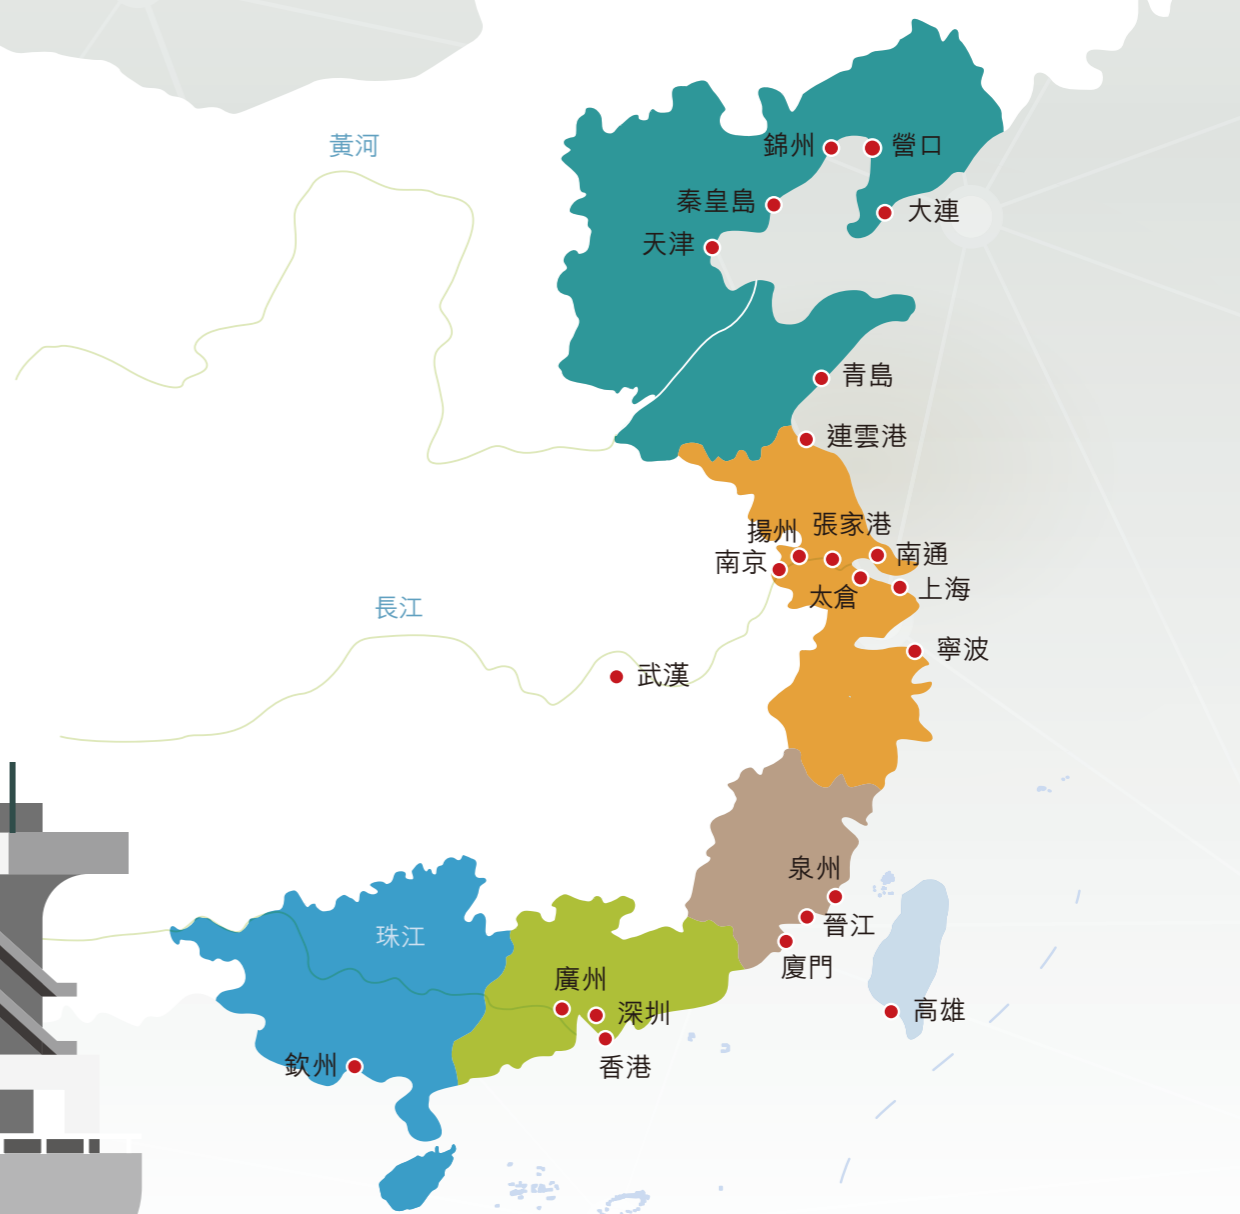 黃河
錦州
營口
秦皇島
大連
天津
青島
連雲港
張家港
揚州
南通
南京
上海
太倉
長江
寧波
武漢
泉州
晉江
珠江
廈門
廣州
高雄
深圳
欽州
香港